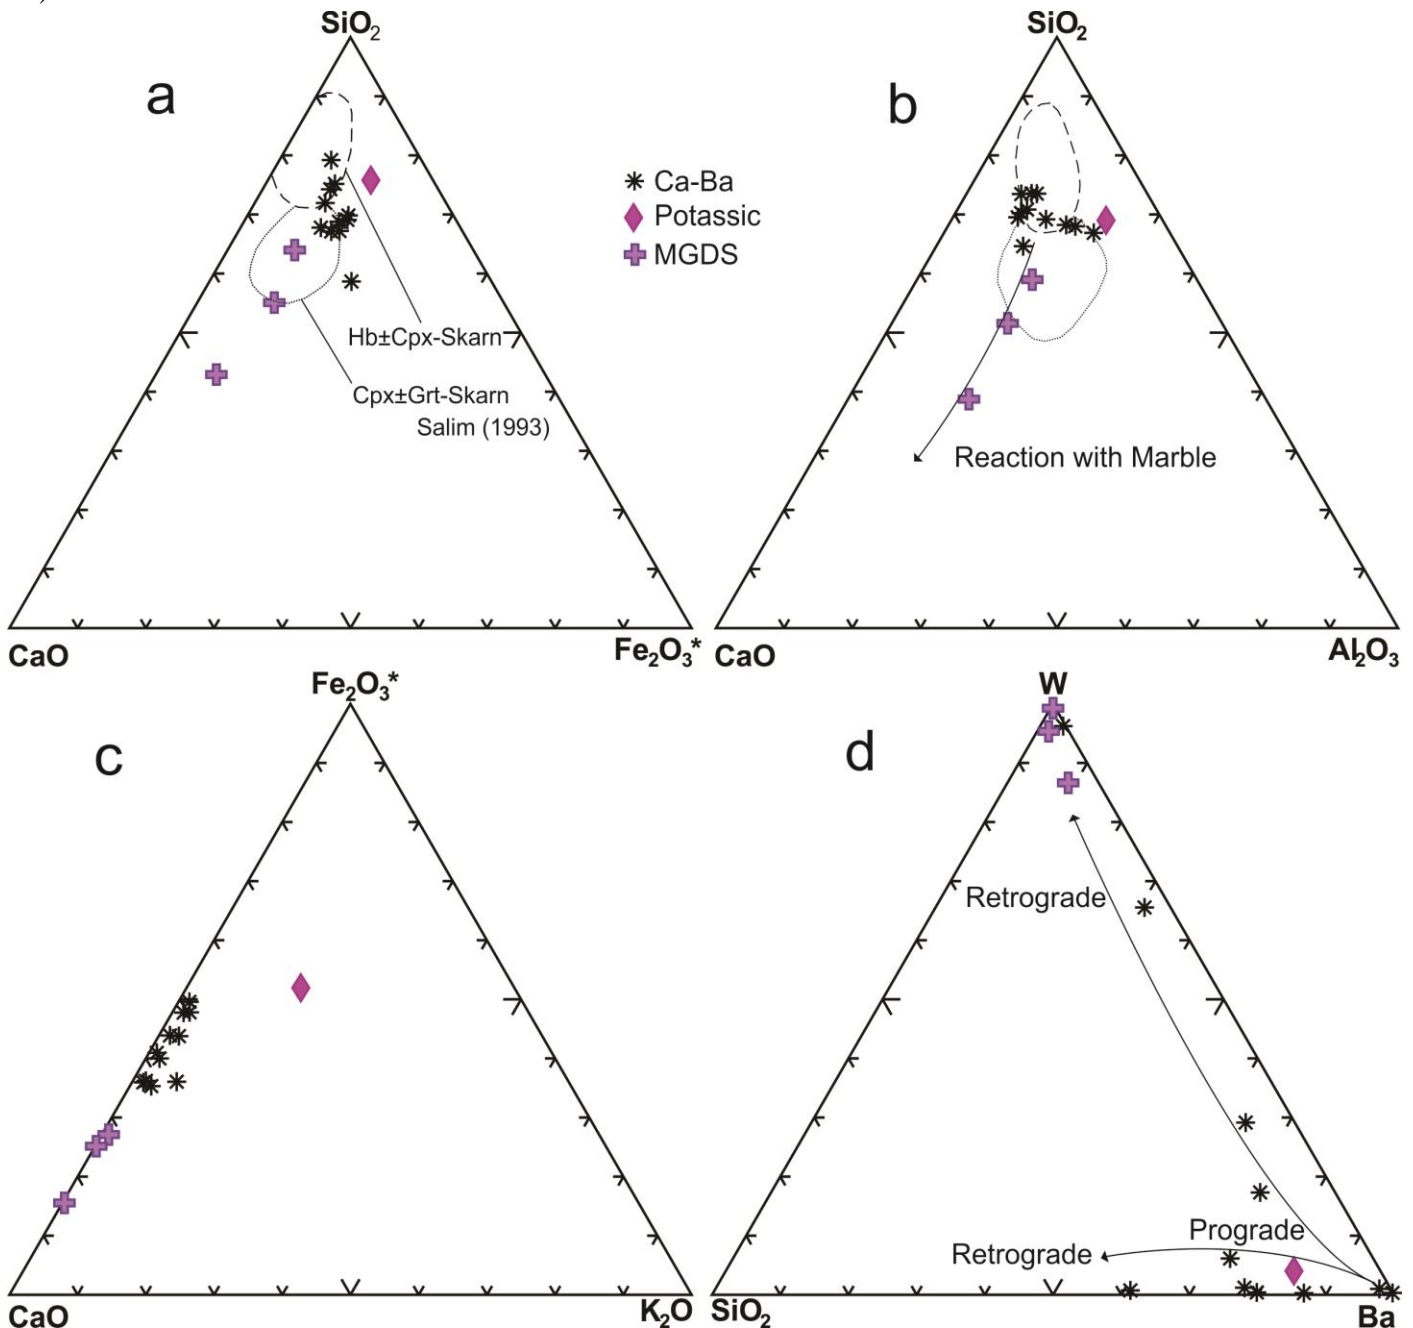 SiO₂
SiO₂
a
b
Ca-Ba
Potassic
MGDS
Hb±Cpx-Skarn
Cpx±Grt-Skarn
Salim (1993)
Reaction with Marble
CaO
Fe₂O₃*
CaO
Al₂O₃
Fe₂O₃*
W
c
d
Retrograde
Prograde
Retrograde
CaO
K₂O
SiO₂
Ba